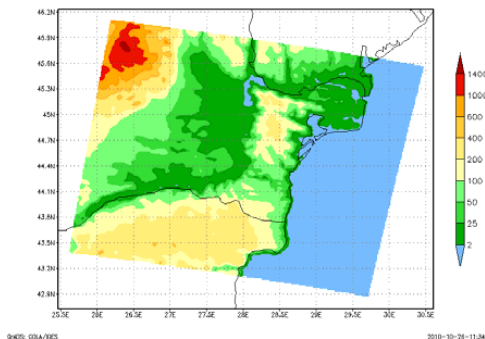 46.2N
45.9N
45.6N
45.3N
45N
44.7N
44.4N
44.1N
43.8N
43.5N
43.2N
42.9N
25.5E 26E 26.5E 27E 27.5E 28E 28.5E 29E 29.5E 30E 30.5E
1400
1000
600
400
200
100
50
25
2
GrADS: COLA/IGES 2010-10-26-11:34